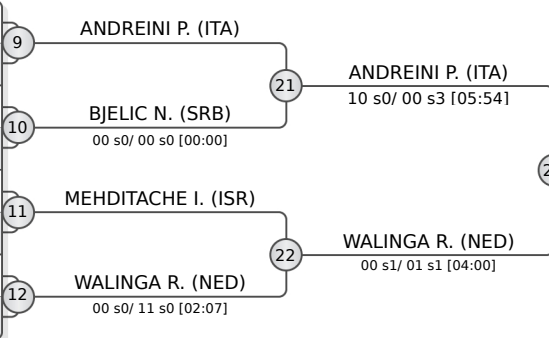 9
ANDREINI P. (ITA)
21
ANDREINI P. (ITA)
10 s0/ 00 s3 [05:54]
10
BJELIC N. (SRB)
00 s0/ 00 s0 [00:00]
11
MEHDITACHE I. (ISR)
22
WALINGA R. (NED)
00 s1/ 01 s1 [04:00]
12
WALINGA R. (NED)
00 s0/ 11 s0 [02:07]